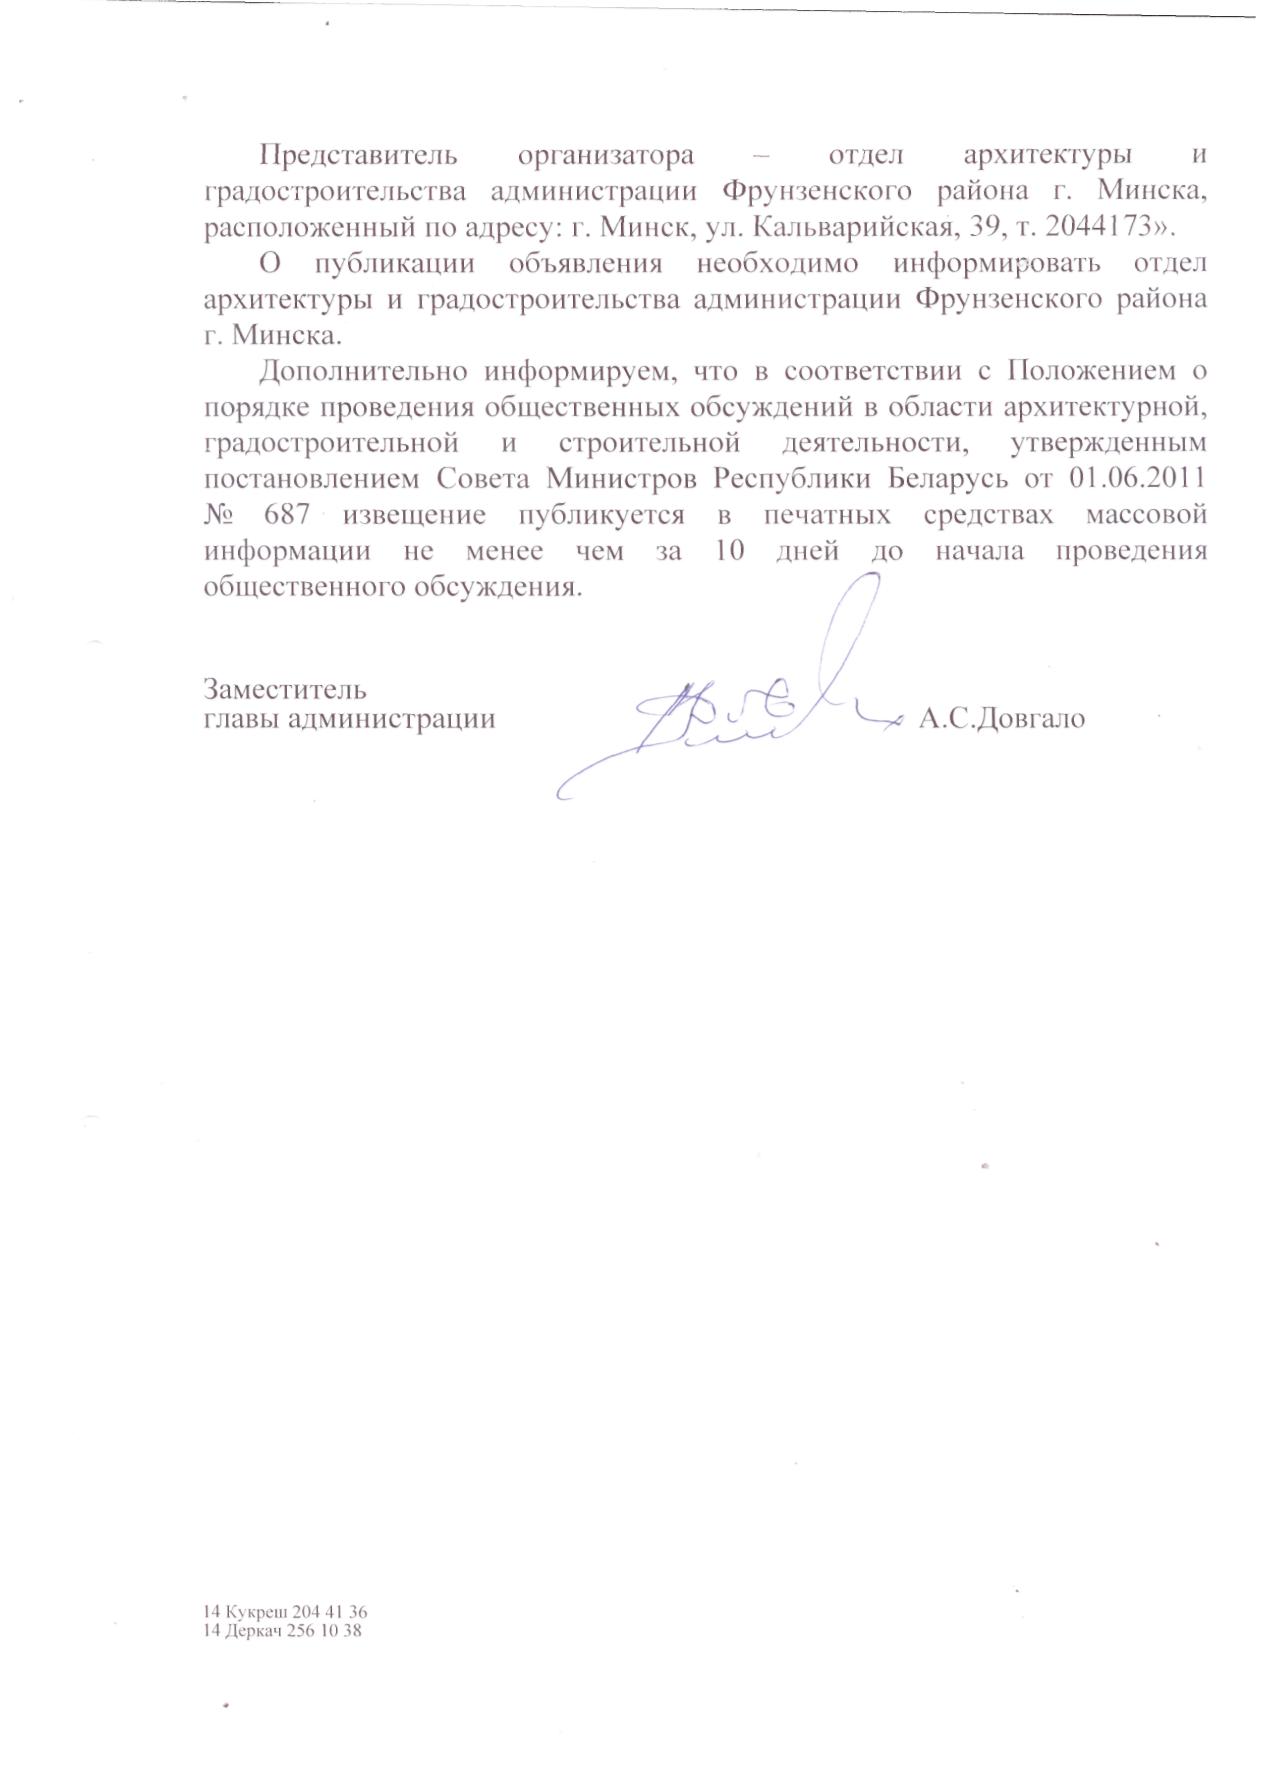 Представитель организатора – отдел архитектуры и
градостроительства администрации Фрунзенского района г. Минска,
расположенный по адресу: г. Минск, ул. Кальварийская, 39, т. 2044173».
О публикации объявления необходимо информировать отдел
архитектуры и градостроительства администрации Фрунзенского района
г. Минска.
Дополнительно информируем, что в соответствии с Положением о
порядке проведения общественных обсуждений в области архитектурной,
градостроительной и строительной деятельности, утвержденным
постановлением Совета Министров Республики Беларусь от 01.06.2011
№ 687 извещение публикуется в печатных средствах массовой
информации не менее чем за 10 дней до начала проведения
общественного обсуждения.
Заместитель
главы администрации А.С.Довгало
14 Кукреш 204 41 36
14 Деркач 256 10 38